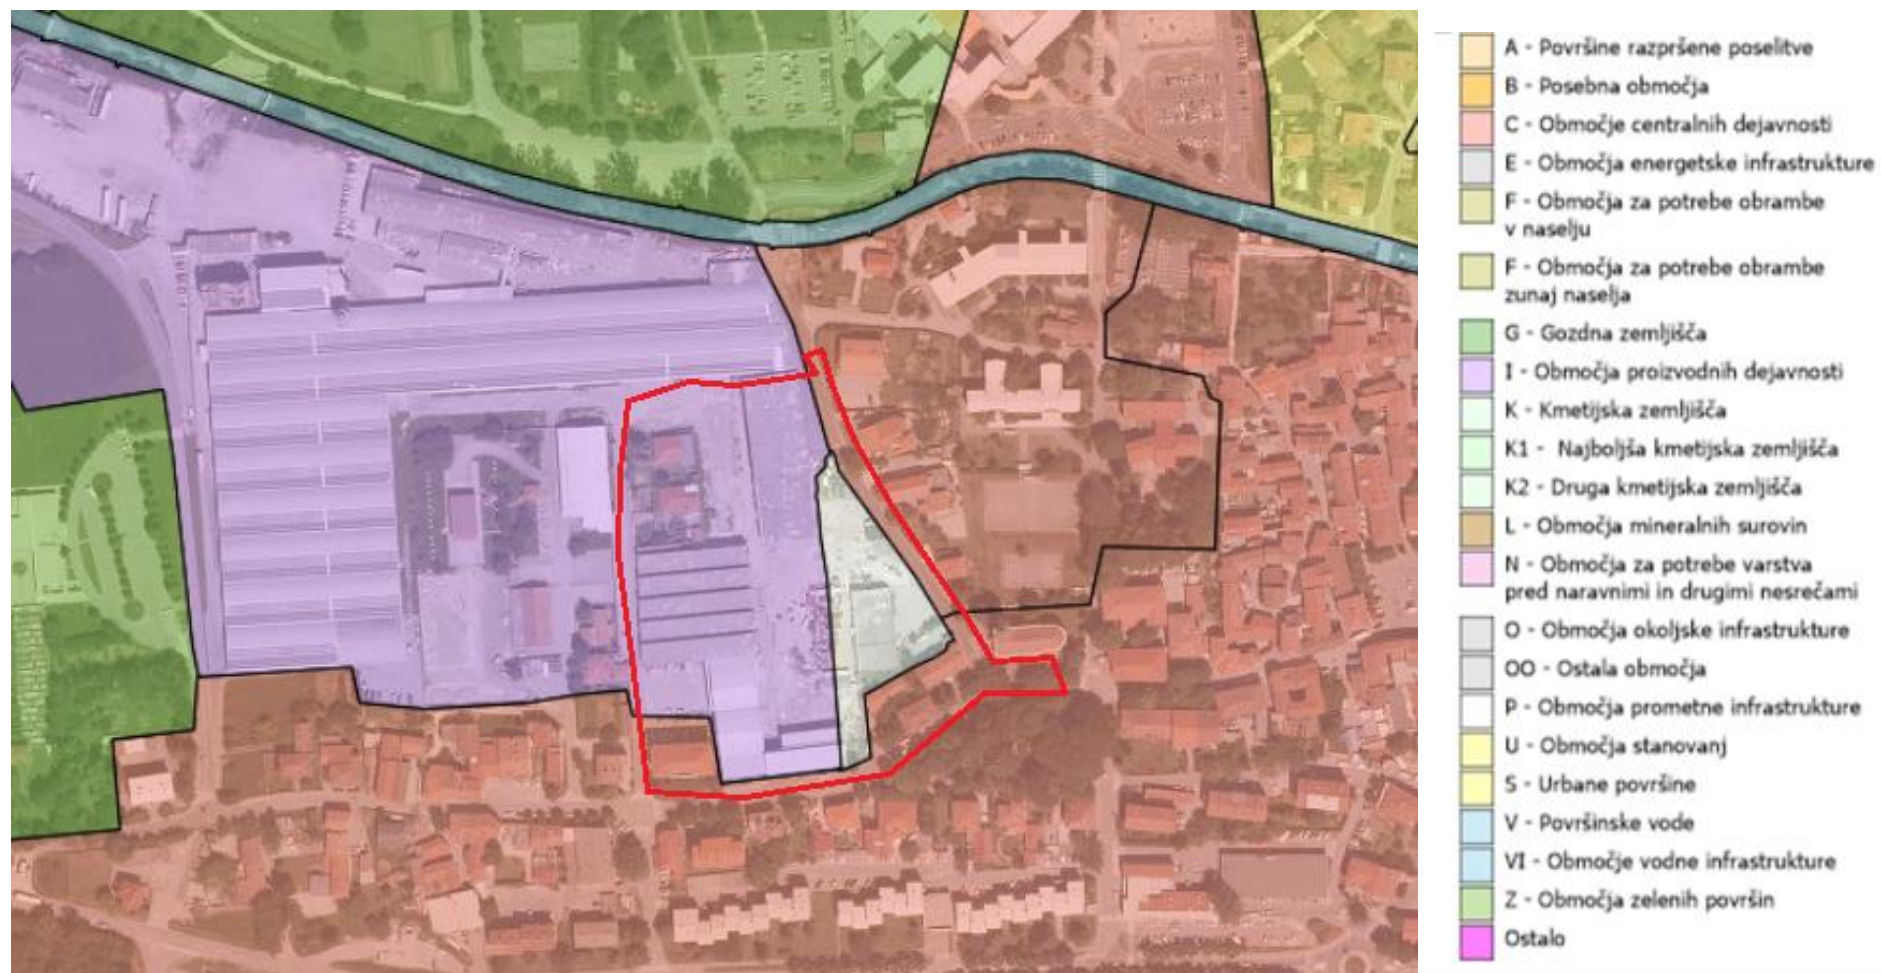 A - Površine razpršene poselitve
B - Posebna območja
C - Območje centralnih dejavnosti
E - Območja energetske infrastrukture
F - Območja za potrebe obrambe
v naselju
F - Območja za potrebe obrambe
zunaj naselja
G - Gozdna zemljišča
I - Območja proizvodnih dejavnosti
K - Kmetijska zemljišča
K1 - Najboljša kmetijska zemljišča
K2 - Druga kmetijska zemljišča
L - Območja mineralnih surovin
N - Območja za potrebe varstva
pred naravnimi in drugimi nesrečami
O - Območja okoljske infrastrukture
OO - Ostala območja
P - Območja prometne infrastrukture
U - Območja stanovanj
S - Urbane površine
V - Površinske vode
VI - Območje vodne infrastrukture
Z - Območja zelenih površin
Ostalo